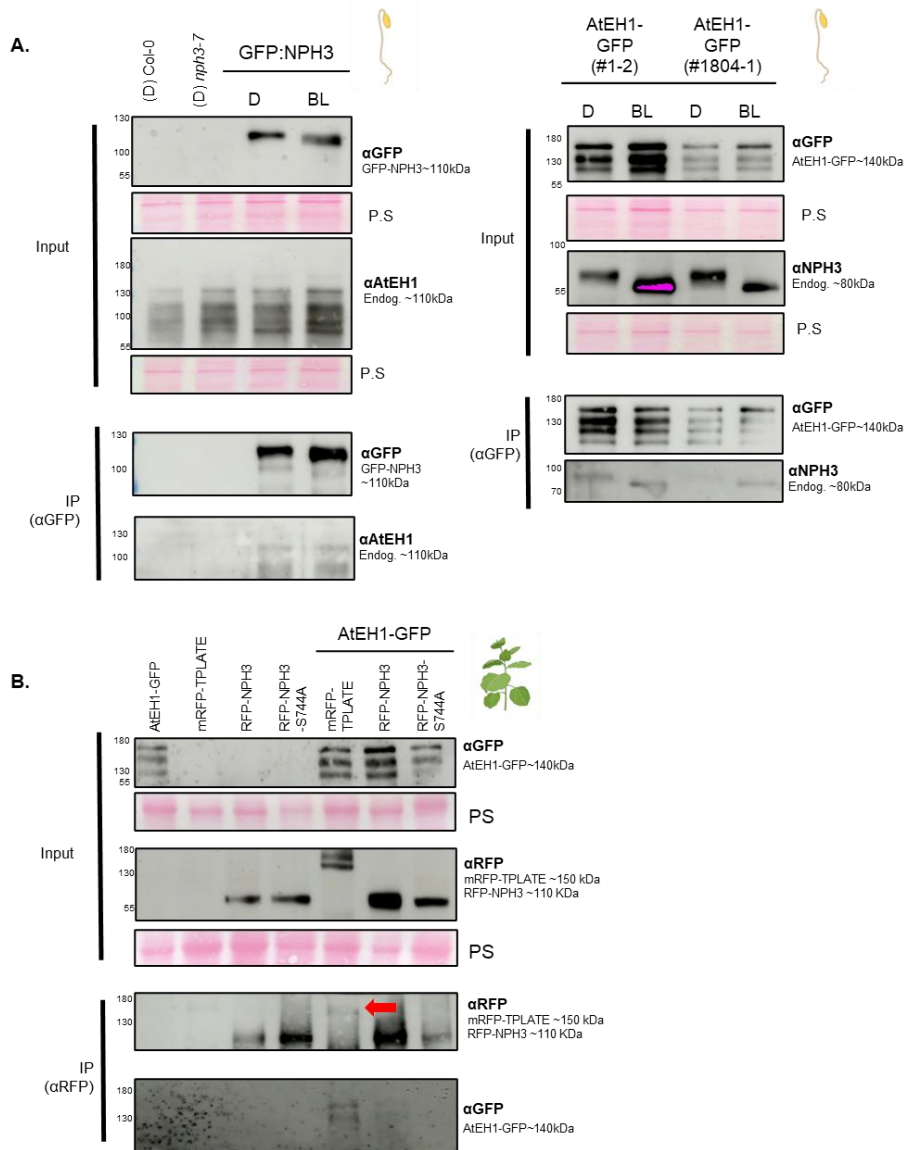 A.
(D) Col-0
(D) nph3-7
GFP:NPH3
D
BL
Input
130
100
55
αGFP
GFP-NPH3~110kDa
P.S
180
130
100
55
αAtEH1
Endog. ~110kDa
P.S
IP
(αGFP)
130
100
αGFP
GFP-NPH3
~110kDa
130
100
αAtEH1
Endog. ~110kDa
AtEH1-
GFP
(#1-2)
AtEH1-
GFP
(#1804-1)
D
BL
D
BL
Input
180
130
55
αGFP
AtEH1-GFP~140kDa
P.S
100
55
αNPH3
Endog. ~80kDa
P.S
IP
(αGFP)
180
130
αGFP
AtEH1-GFP~140kDa
100
70
αNPH3
Endog. ~80kDa
B.
AtEH1-GFP
mRFP-TPLATE
RFP-NPH3
RFP-NPH3
-S744A
AtEH1-GFP
mRFP-
TPLATE
RFP-NPH3
RFP-NPH3-
S744A
Input
180
130
55
αGFP
AtEH1-GFP~140kDa
PS
180
130
55
αRFP
mRFP-TPLATE ~150 kDa
RFP-NPH3 ~110 KDa
PS
IP
(αRFP)
180
130
αRFP
mRFP-TPLATE ~150 kDa
RFP-NPH3 ~110 KDa
180
130
αGFP
AtEH1-GFP~140kDa